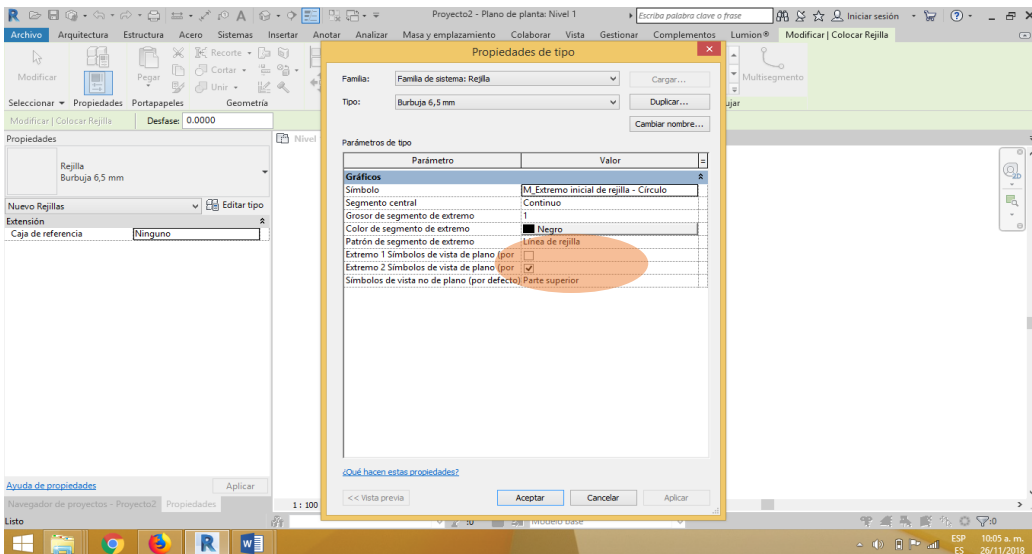 Proyecto2 - Plano de planta: Nivel 1
Escriba palabra clave o frase
Iniciar sesión
Archivo Arquitectura Estructura Acero Sistemas Insertar Anotar Analizar Masa y emplazamiento Colaborar Vista Gestionar Complementos Lumion® Modificar | Colocar Rejilla
Modificar
Pegar
Recorte
Cortar
Unir
Multisegmento
Seleccionar Propiedades Portapapeles Geometría
Modificar | Colocar Rejilla Desfase: 0.0000
Propiedades
Nivel
Rejilla
Burbuja 6,5 mm
Nuevo Rejillas Editar tipo
Extensión
Caja de referencia Ninguno
Propiedades de tipo
Familia: Familia de sistema: Rejilla Cargar...
Tipo: Burbuja 6,5 mm Duplicar...
Cambiar nombre...
Parámetros de tipo
Parámetro Valor =
Gráficos
Símbolo M_Extremo inicial de rejilla - Círculo
Segmento central Continuo
Grosor de segmento de extremo 1
Color de segmento de extremo Negro
Patrón de segmento de extremo Línea de rejilla
Extremo 1 Símbolos de vista de plano (por
Extremo 2 Símbolos de vista de plano (por
Símbolos de vista no de plano (por defecto) Parte superior
¿Qué hacen estas propiedades?
<< Vista previa Aceptar Cancelar Aplicar
Ayuda de propiedades Aplicar
Navegador de proyectos - Proyecto2 Propiedades
1 : 100
Listo
:0 Modelo base
:0
ESP
ES
10:05 a. m.
26/11/2018